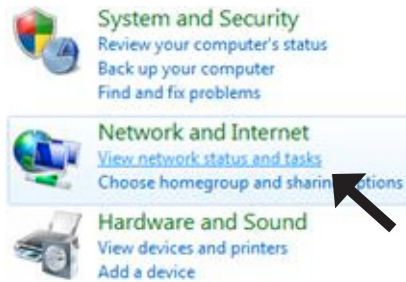 System and Security
Review your computer's status
Back up your computer
Find and fix problems
Network and Internet
View network status and tasks
Choose homegroup and sharing options
Hardware and Sound
View devices and printers
Add a device